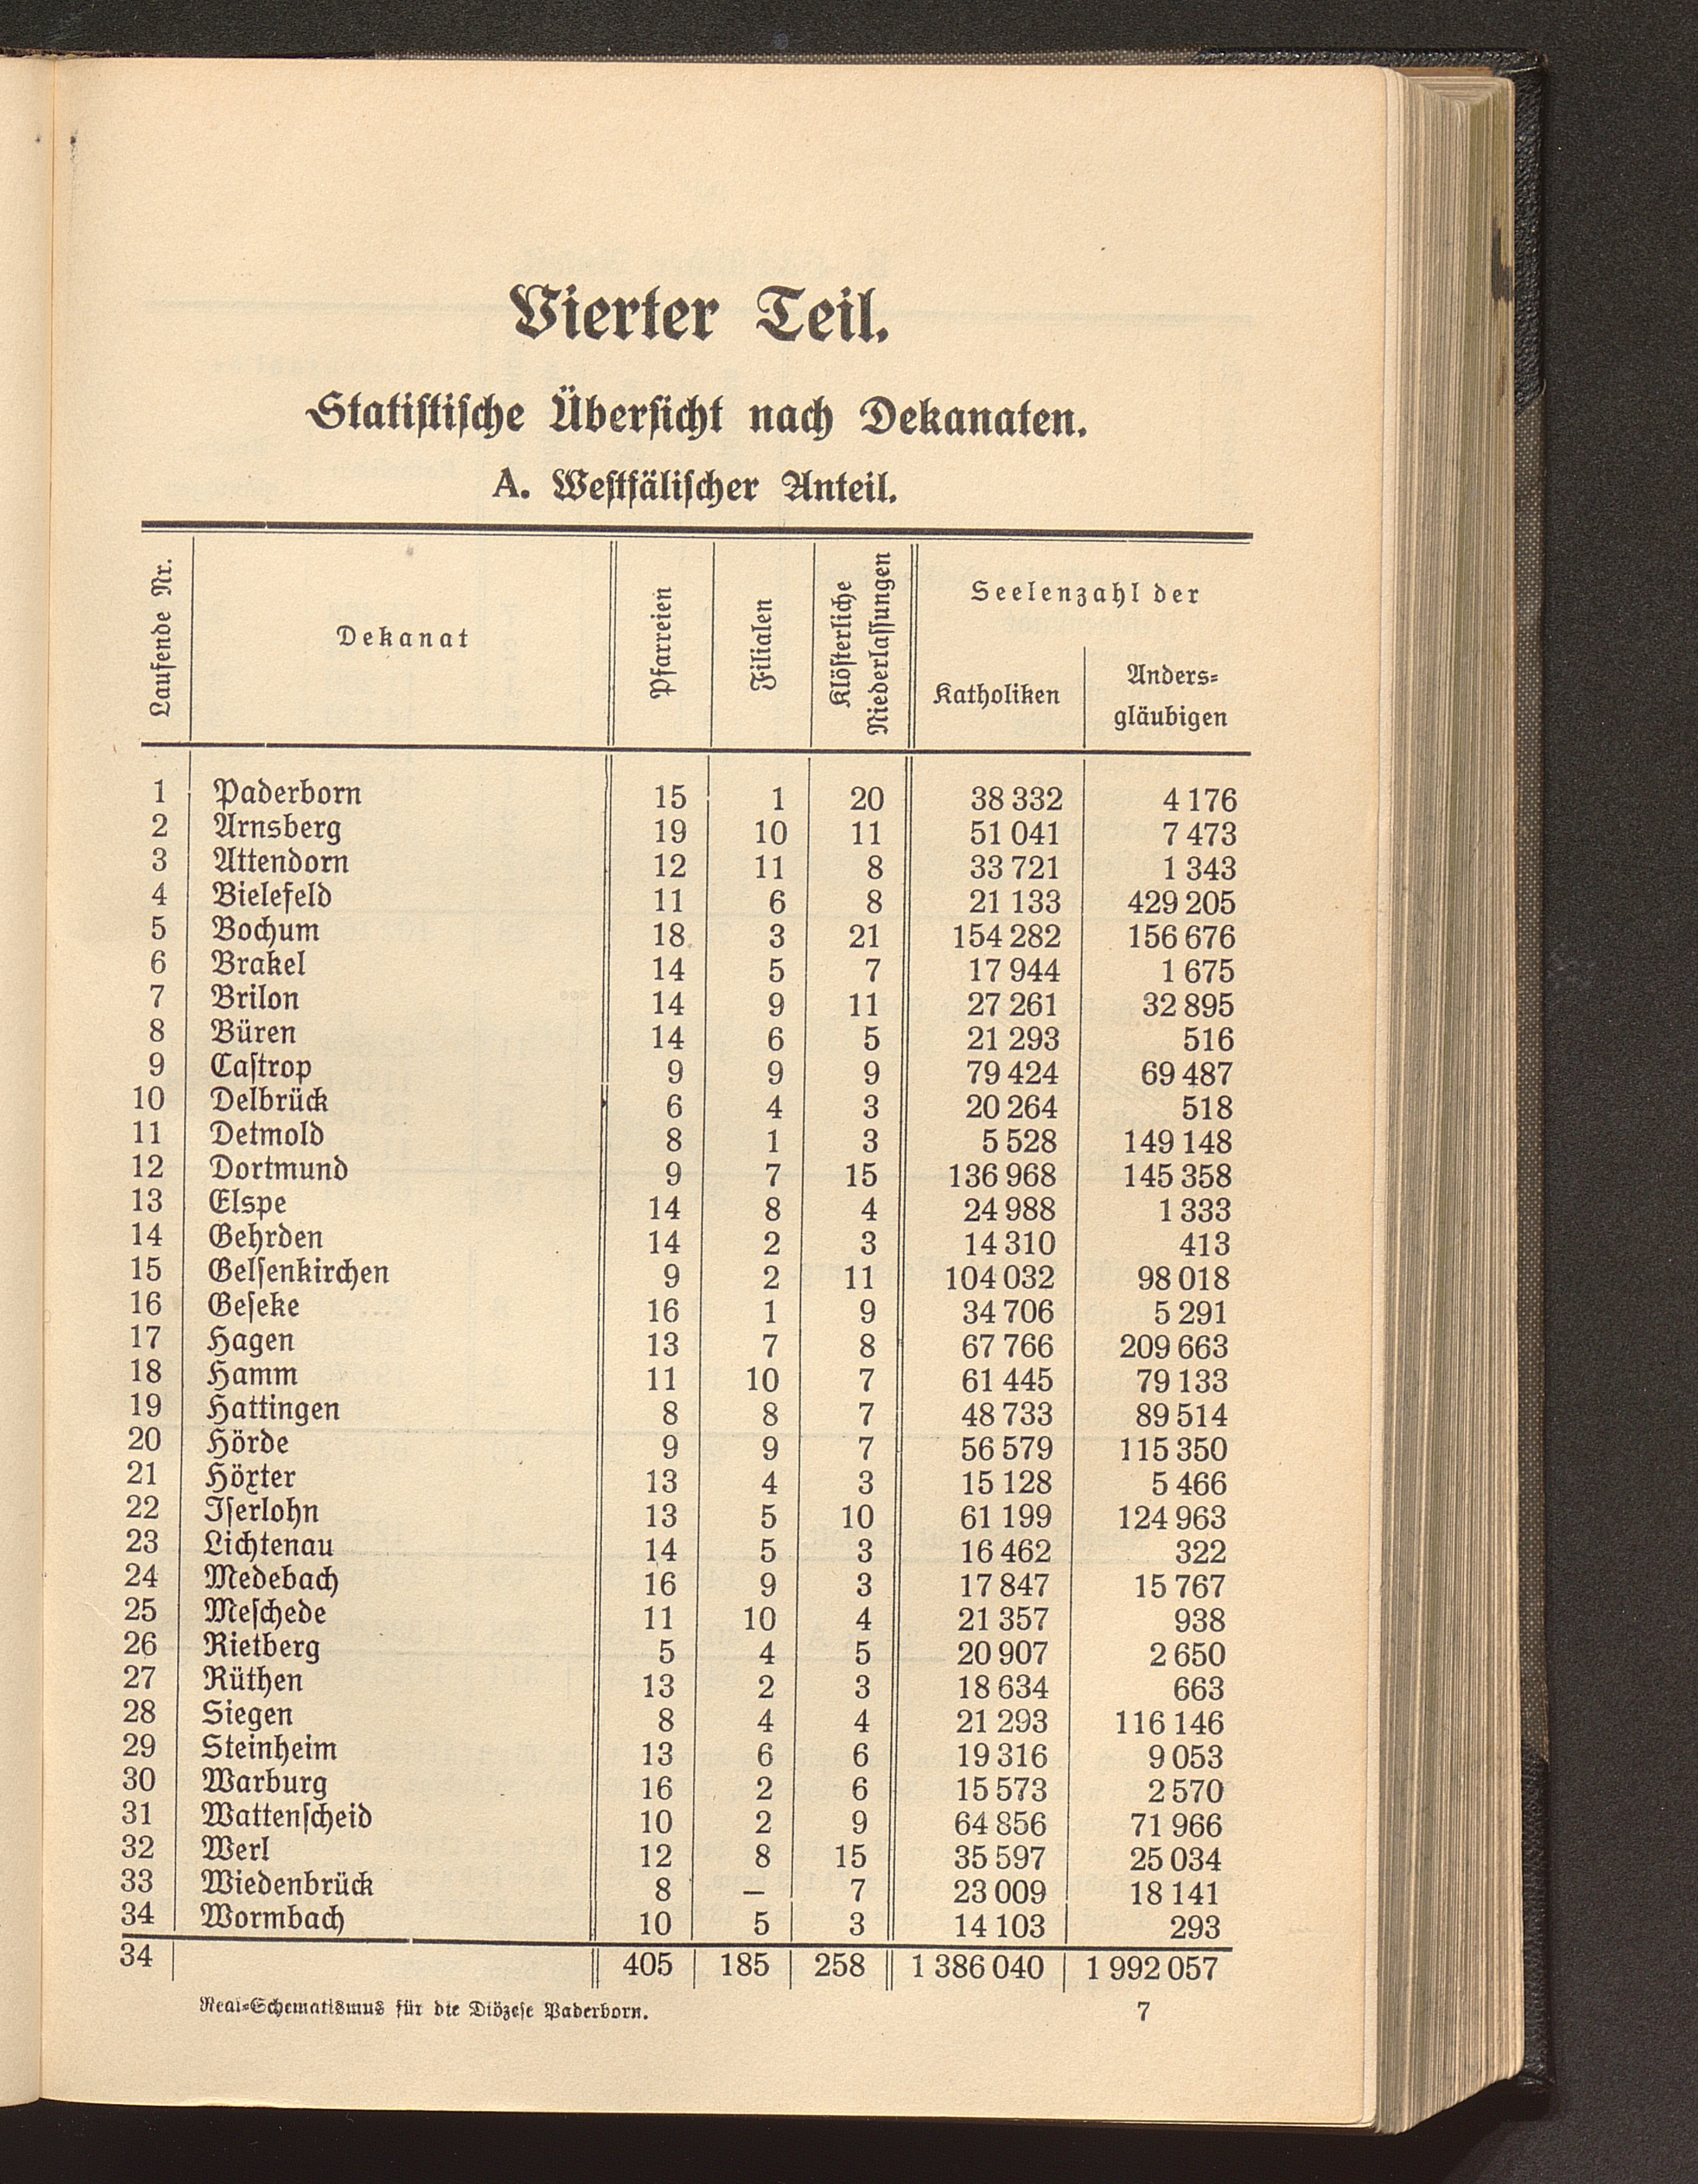 Vierter Teil.
Statistische Übersicht nach Dekanaten.
A. Westfälischer Anteil.
Laufende Nr. Dekanat Pfarreien Filialen Klösterliche Niederlassungen Seelenzahl der
Katholiken Anders-
gläubigen
1 Paderborn 15 1 20 38 332 4 176
2 Arnsberg 19 10 11 51 041 7 473
3 Attendorn 12 11 8 33 721 1 343
4 Bielefeld 11 6 8 21 133 429 205
5 Bochum 18 3 21 154 282 156 676
6 Brakel 14 5 7 17 944 1 675
7 Brilon 14 9 11 27 261 32 895
8 Büren 14 6 5 21 293 516
9 Castrop 9 9 9 79 424 69 487
10 Delbrück 6 4 3 20 264 518
11 Detmold 8 1 3 5 528 149 148
12 Dortmund 9 7 15 136 968 145 358
13 Elspe 14 8 4 24 988 1 333
14 Gehrden 14 2 3 14 310 413
15 Gelsenkirchen 9 2 11 104 032 98 018
16 Geseke 16 1 9 34 706 5 291
17 Hagen 13 7 8 67 766 209 663
18 Hamm 11 10 7 61 445 79 133
19 Hattingen 8 8 7 48 733 89 514
20 Hörde 9 9 7 56 579 115 350
21 Höxter 13 4 3 15 128 5 466
22 Iserlohn 13 5 10 61 199 124 963
23 Lichtenau 14 5 3 16 462 322
24 Medebach 16 9 3 17 847 15 767
25 Meschede 11 10 4 21 357 938
26 Rietberg 5 4 5 20 907 2 650
27 Rüthen 13 2 3 18 634 663
28 Siegen 8 4 4 21 293 116 146
29 Steinheim 13 6 6 19 316 9 053
30 Warburg 16 2 6 15 573 2 570
31 Wattenscheid 10 2 9 64 856 71 966
32 Werl 12 8 15 35 597 25 034
33 Wiedenbrück 8 — 7 23 009 18 141
34 Wormbach 10 5 3 14 103 293
34 405 185 258 1 386 040 1 992 057
Real-Schematismus für die Diözese Paderborn. 7